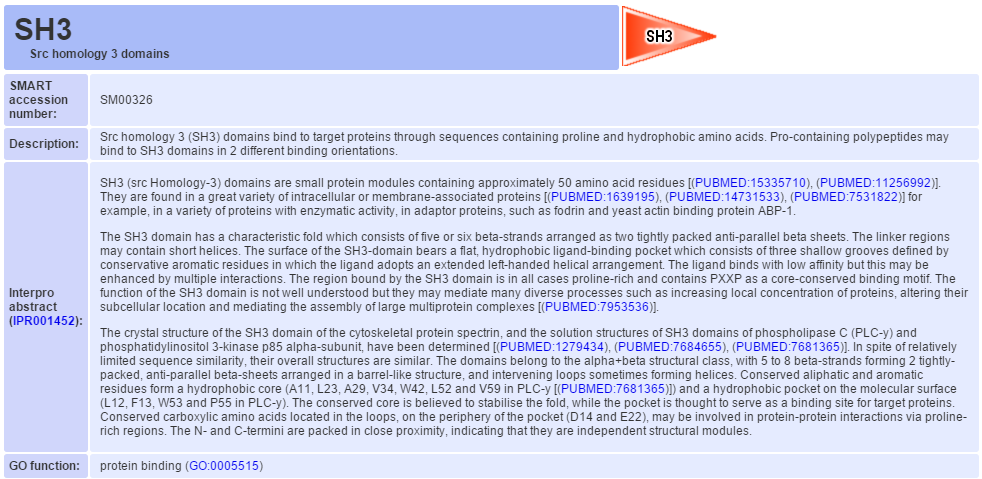 SH3
Src homology 3 domains
SH3
SMART
accession
number:
SM00326
Description:
Src homology 3 (SH3) domains bind to target proteins through sequences containing proline and hydrophobic amino acids. Pro-containing polypeptides may
bind to SH3 domains in 2 different binding orientations.
Interpro
abstract
(IPR001452):
SH3 (src Homology-3) domains are small protein modules containing approximately 50 amino acid residues [(PUBMED:15335710), (PUBMED:11256992)].
They are found in a great variety of intracellular or membrane-associated proteins [(PUBMED:1639195), (PUBMED:14731533), (PUBMED:7531822)] for
example, in a variety of proteins with enzymatic activity, in adaptor proteins, such as fodrin and yeast actin binding protein ABP-1.
The SH3 domain has a characteristic fold which consists of five or six beta-strands arranged as two tightly packed anti-parallel beta sheets. The linker regions
may contain short helices. The surface of the SH3-domain bears a flat, hydrophobic ligand-binding pocket which consists of three shallow grooves defined by
conservative aromatic residues in which the ligand adopts an extended left-handed helical arrangement. The ligand binds with low affinity but this may be
enhanced by multiple interactions. The region bound by the SH3 domain is in all cases proline-rich and contains PXXP as a core-conserved binding motif. The
function of the SH3 domain is not well understood but they may mediate many diverse processes such as increasing local concentration of proteins, altering their
subcellular location and mediating the assembly of large multiprotein complexes [(PUBMED:7953536)].
The crystal structure of the SH3 domain of the cytoskeletal protein spectrin, and the solution structures of SH3 domains of phospholipase C (PLC-y) and
phosphatidylinositol 3-kinase p85 alpha-subunit, have been determined [(PUBMED:1279434), (PUBMED:7684655), (PUBMED:7681365)]. In spite of relatively
limited sequence similarity, their overall structures are similar. The domains belong to the alpha+beta structural class, with 5 to 8 beta-strands forming 2 tightly-
packed, anti-parallel beta-sheets arranged in a barrel-like structure, and intervening loops sometimes forming helices. Conserved aliphatic and aromatic
residues form a hydrophobic core (A11, L23, A29, V34, W42, L52 and V59 in PLC-y [(PUBMED:7681365)]) and a hydrophobic pocket on the molecular surface
(L12, F13, W53 and P55 in PLC-y). The conserved core is believed to stabilise the fold, while the pocket is thought to serve as a binding site for target proteins.
Conserved carboxylic amino acids located in the loops, on the periphery of the pocket (D14 and E22), may be involved in protein-protein interactions via proline-
rich regions. The N- and C-termini are packed in close proximity, indicating that they are independent structural modules.
GO function:
protein binding (GO:0005515)